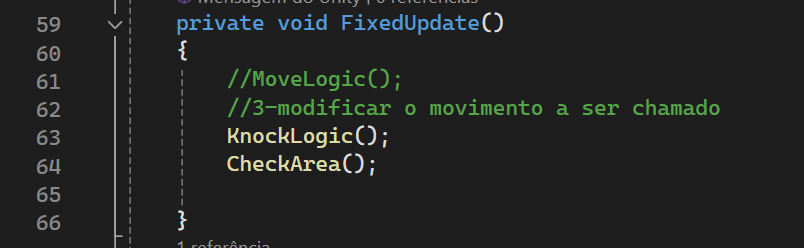 Mensagem do Unity | 0 referências
59 private void FixedUpdate()
60 {
61 //MoveLogic();
62 //3-modificar o movimento a ser chamado
63 KnockLogic();
64 CheckArea();
65
66 }
1 referência